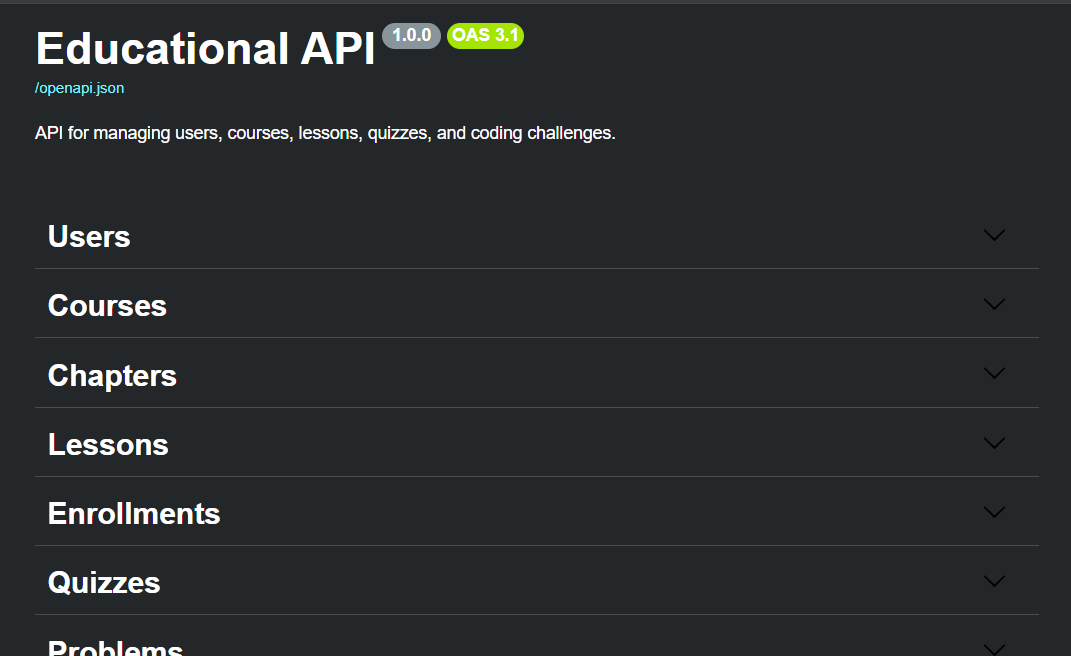 Educational API 1.0.0 OAS 3.1
/openapi.json
API for managing users, courses, lessons, quizzes, and coding challenges.
Users
Courses
Chapters
Lessons
Enrollments
Quizzes
Problems